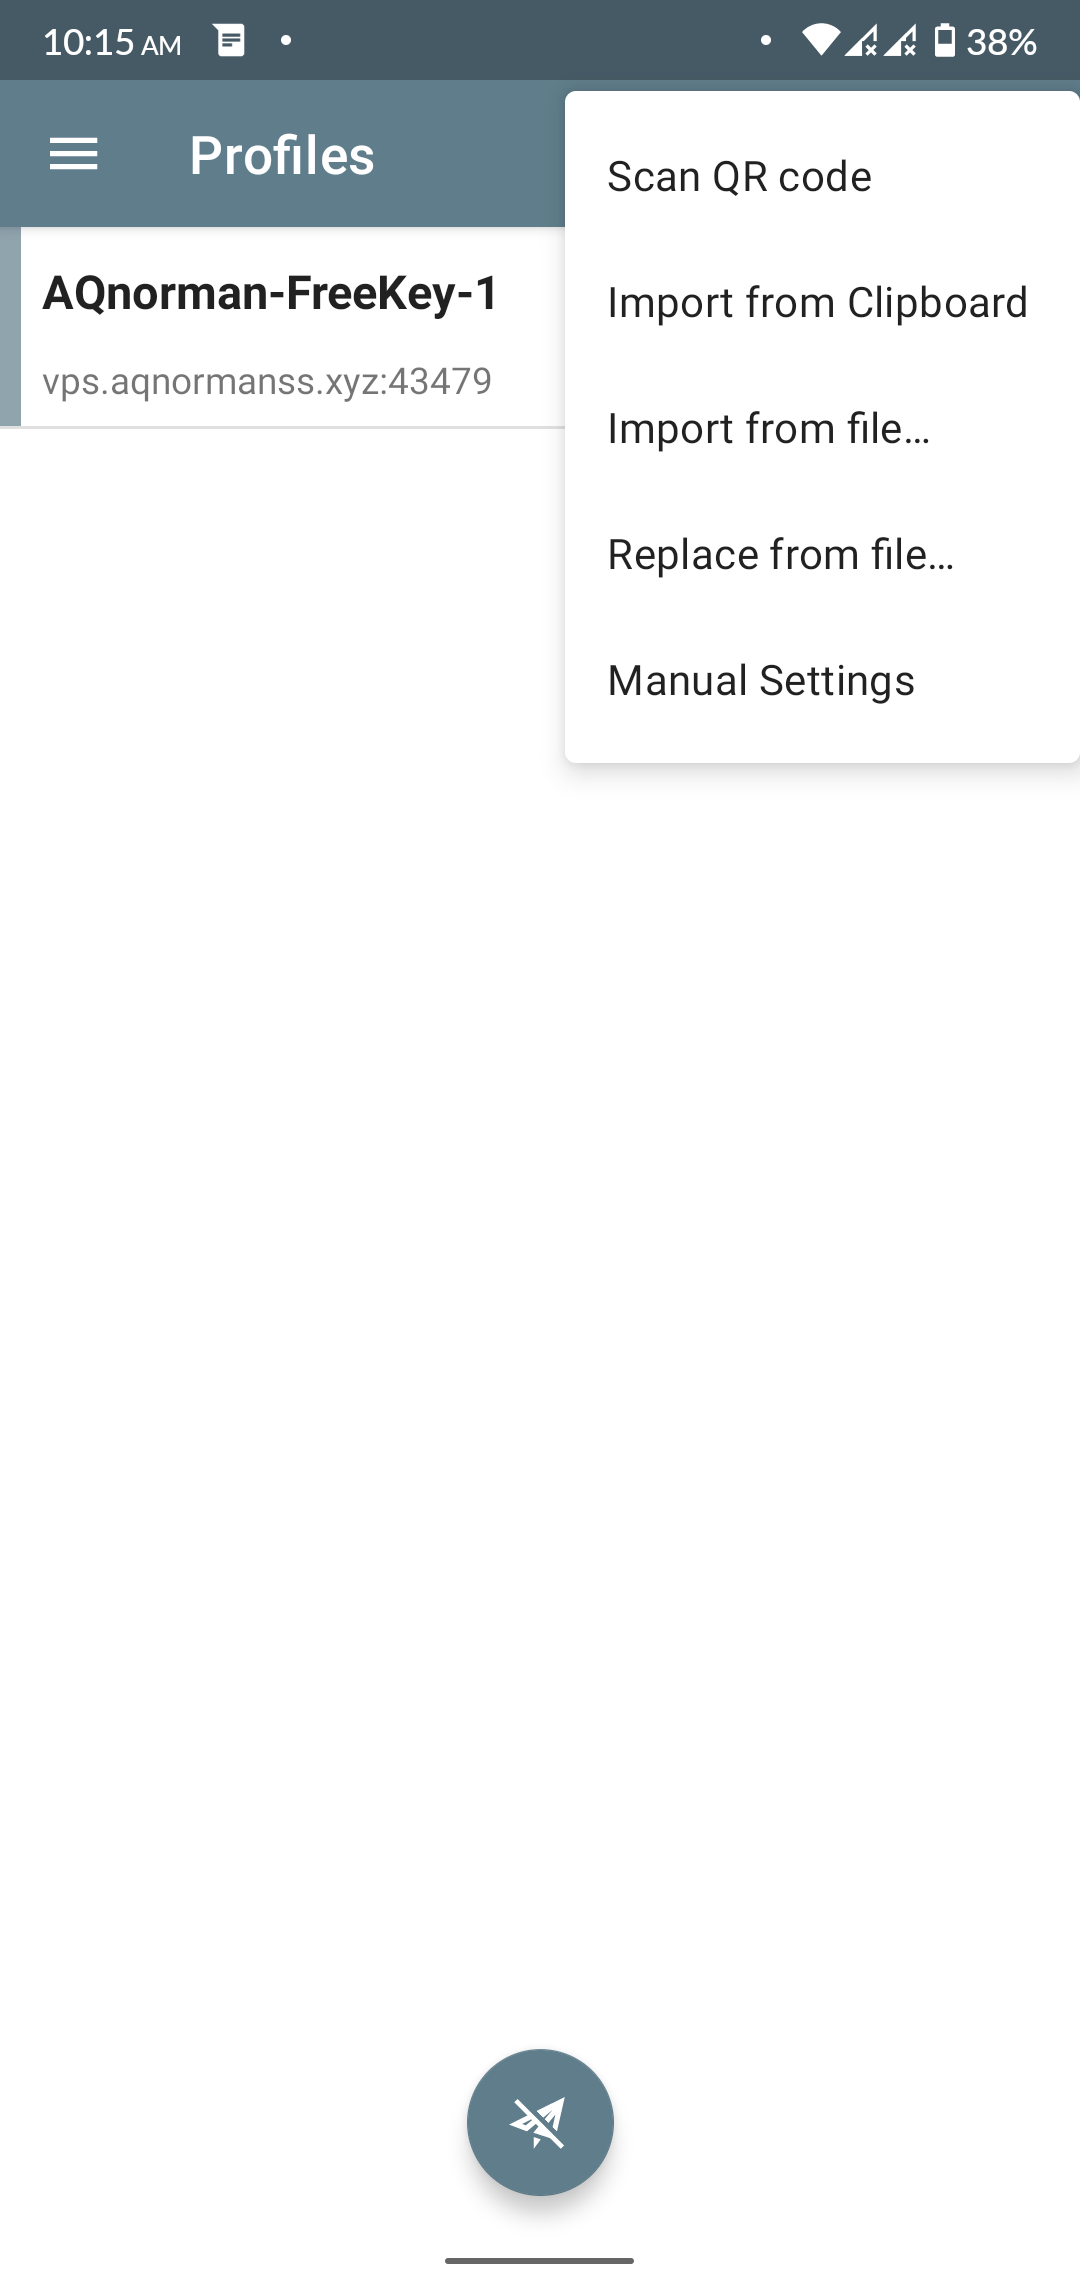 10:15 AM
38%
Profiles
AQnorman-FreeKey-1
vps.aqnormanss.xyz:43479
Scan QR code
Import from Clipboard
Import from file…
Replace from file…
Manual Settings